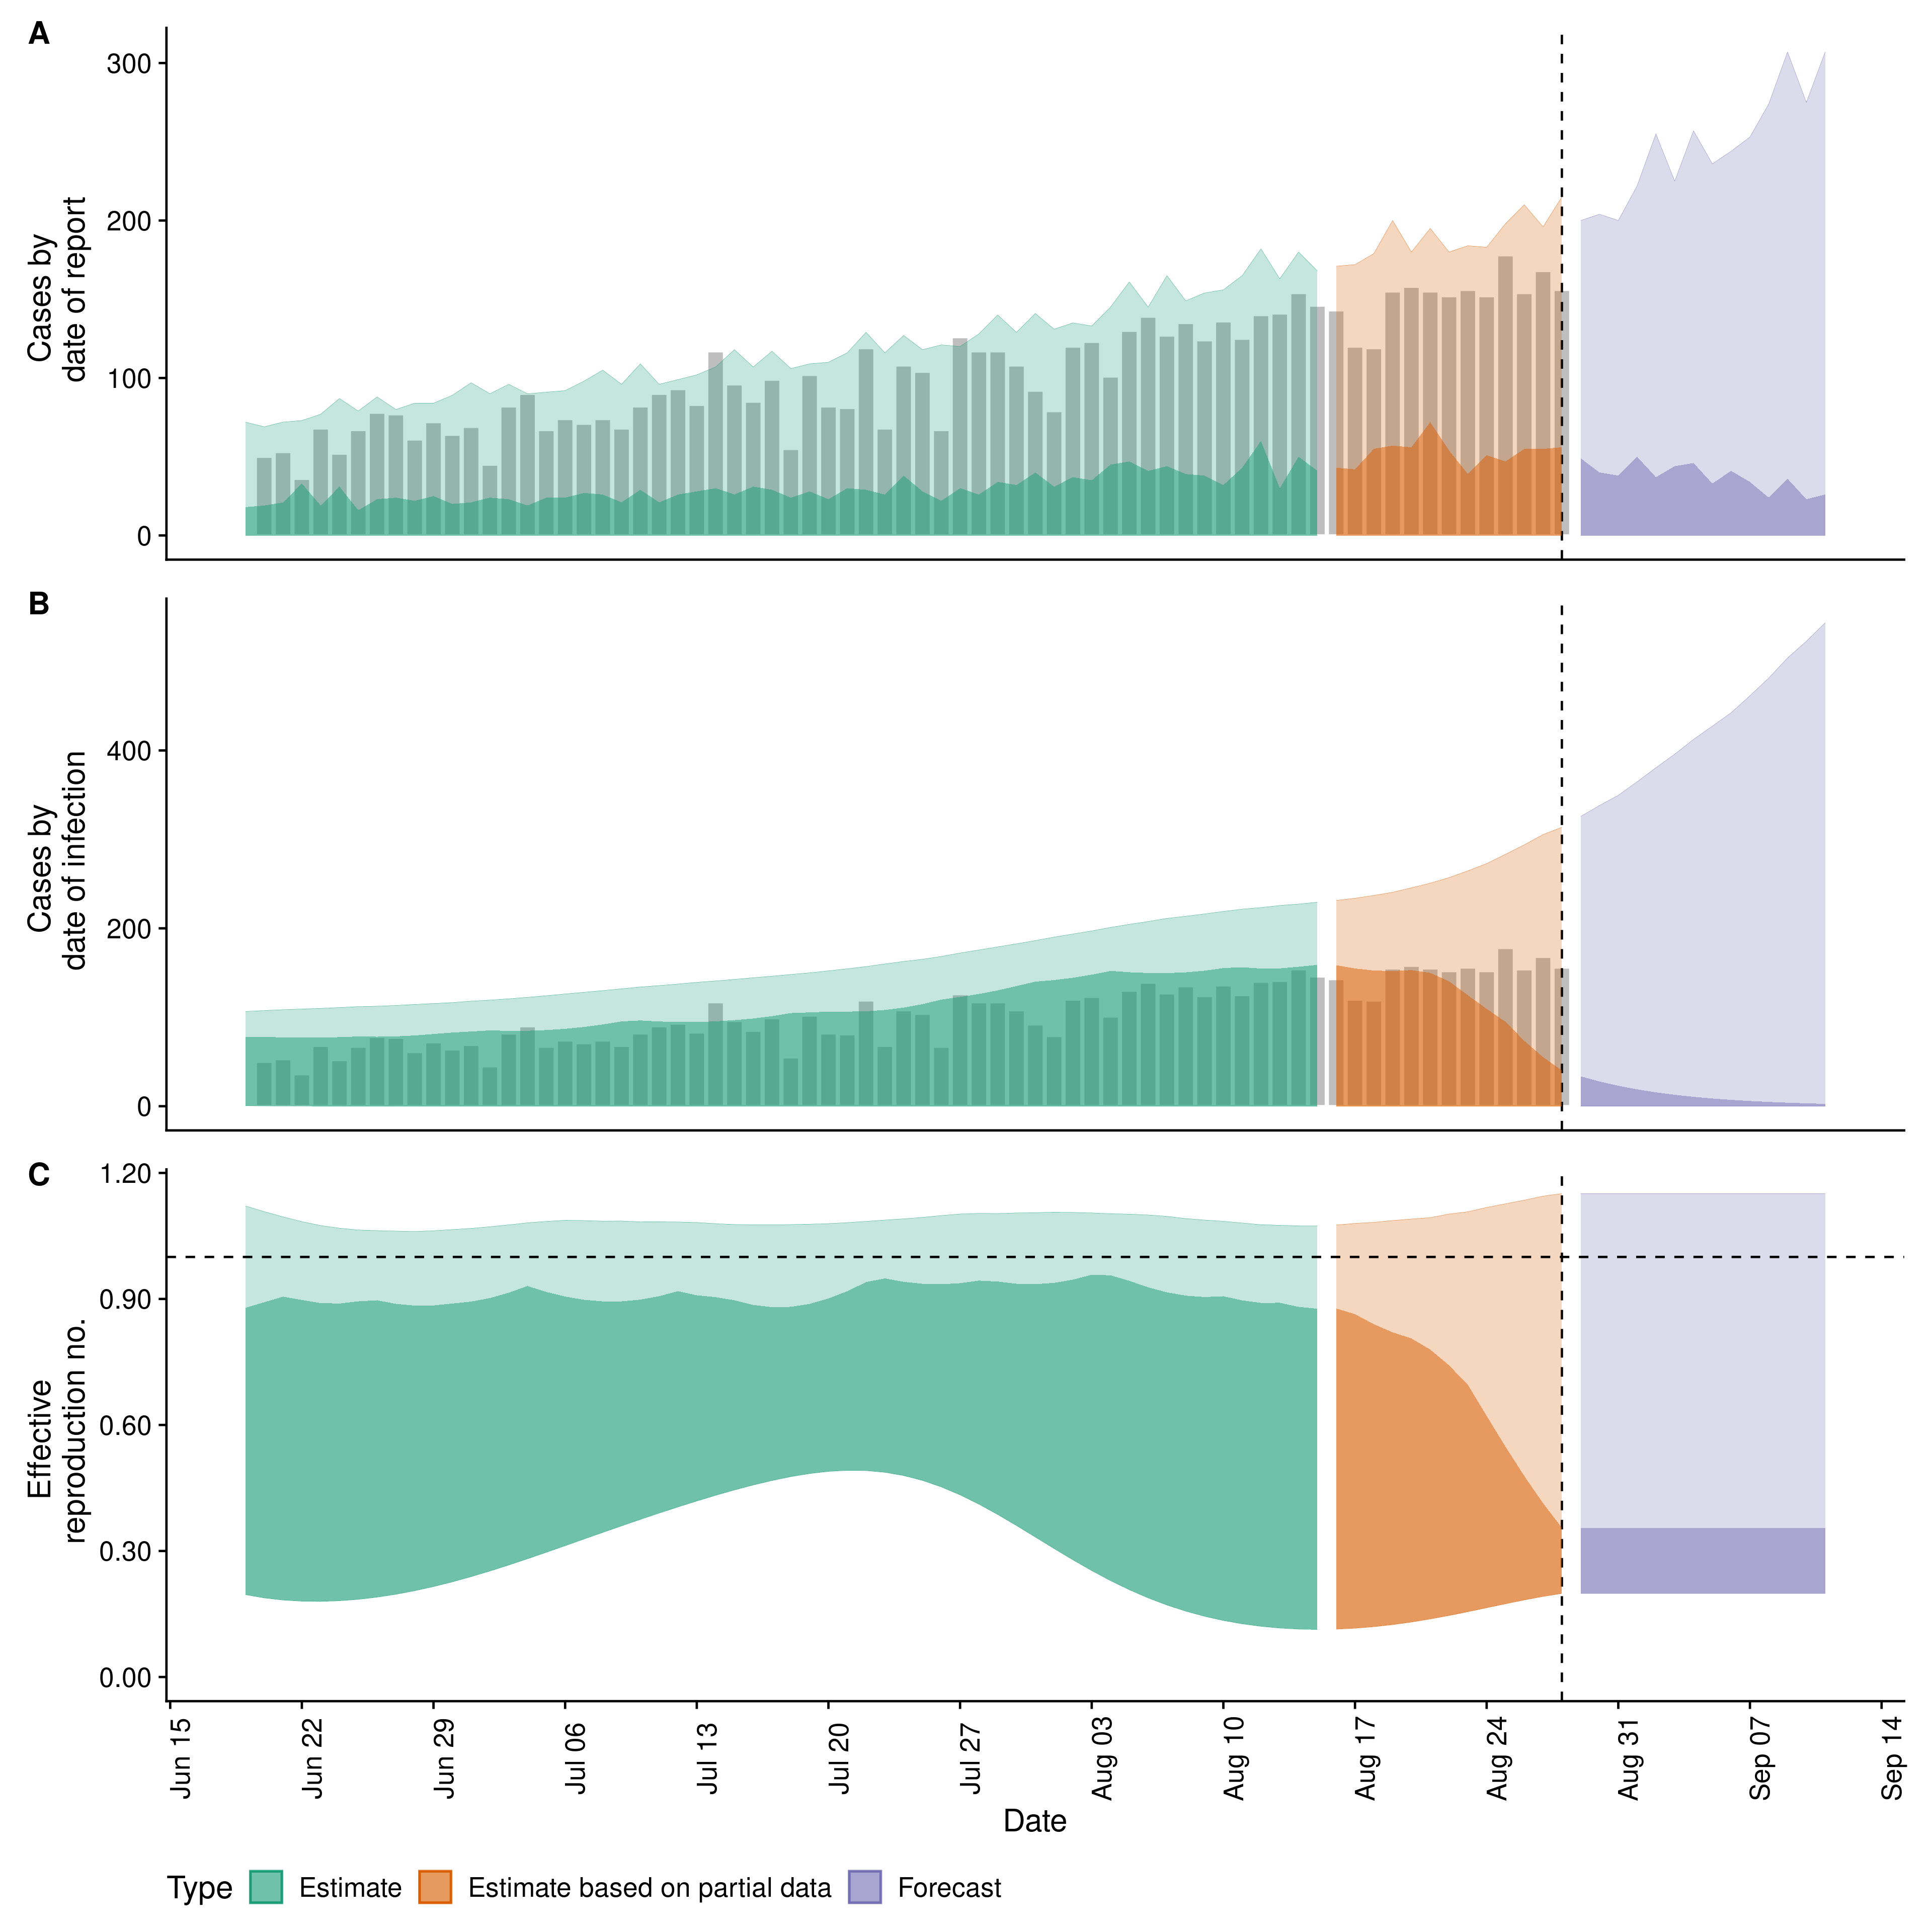 A
Cases by
date of report
300
200
100
0
B
Cases by
date of infection
400
200
0
C
Effective
reproduction no.
1.20
0.90
0.60
0.30
0.00
Jun 15
Jun 22
Jun 29
Jul 06
Jul 13
Jul 20
Jul 27
Aug 03
Aug 10
Aug 17
Aug 24
Aug 31
Sep 07
Sep 14
Date
Type Estimate Estimate based on partial data Forecast